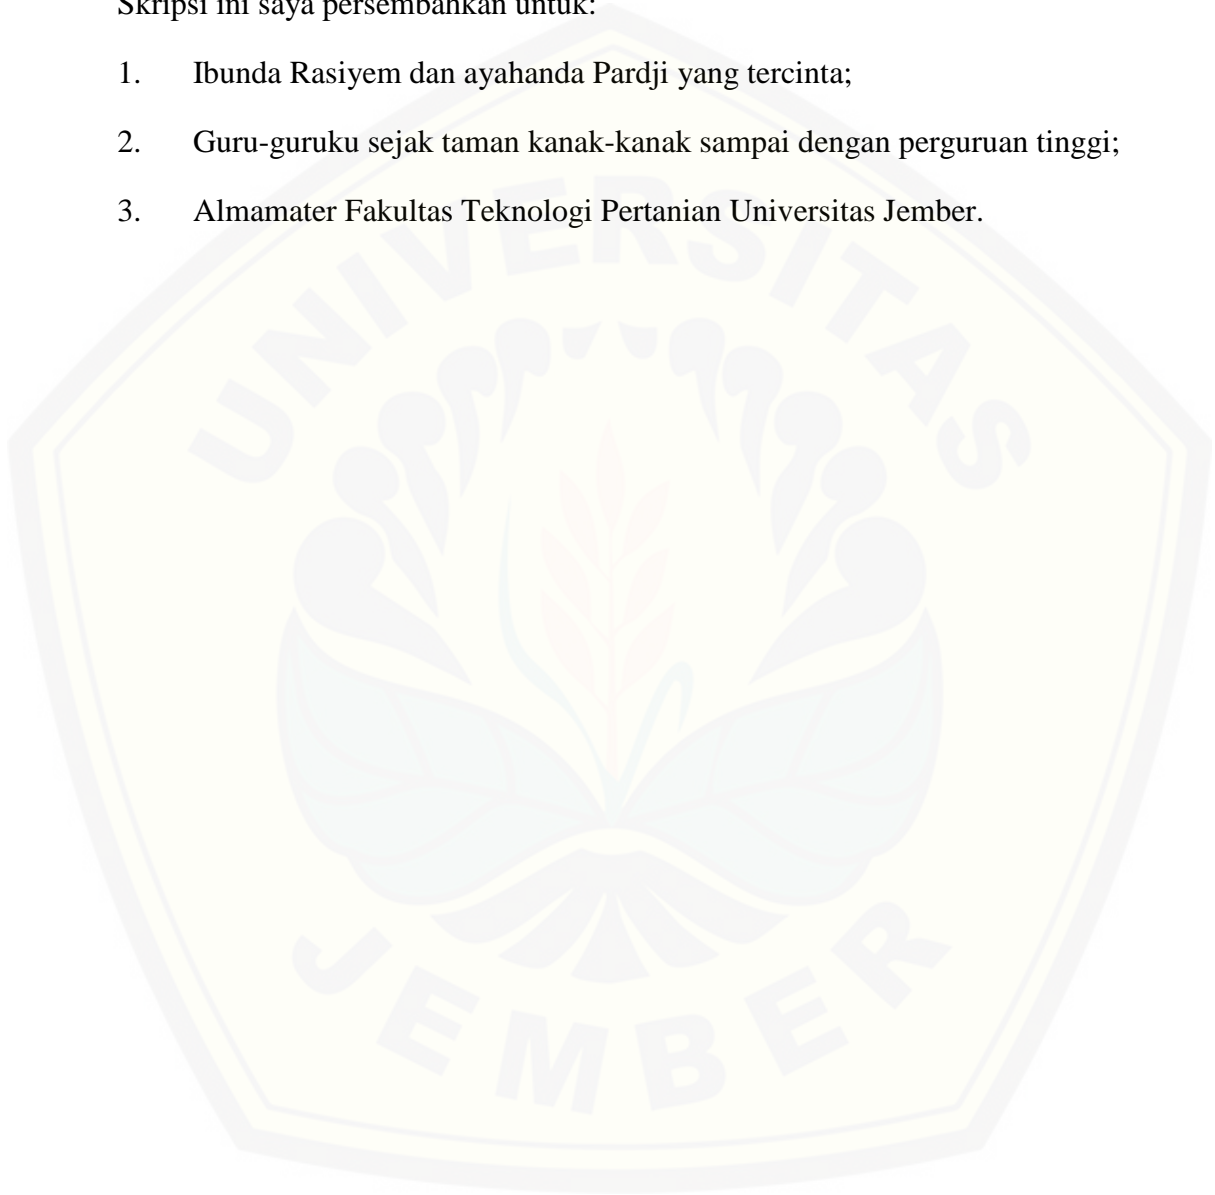 Skripsi ini saya persembahkan untuk:
1. Ibunda Rasiyem dan ayahanda Pardji yang tercinta;
2. Guru-guruku sejak taman kanak-kanak sampai dengan perguruan tinggi;
3. Almamater Fakultas Teknologi Pertanian Universitas Jember.
UNIVERSITAS
JEMBER